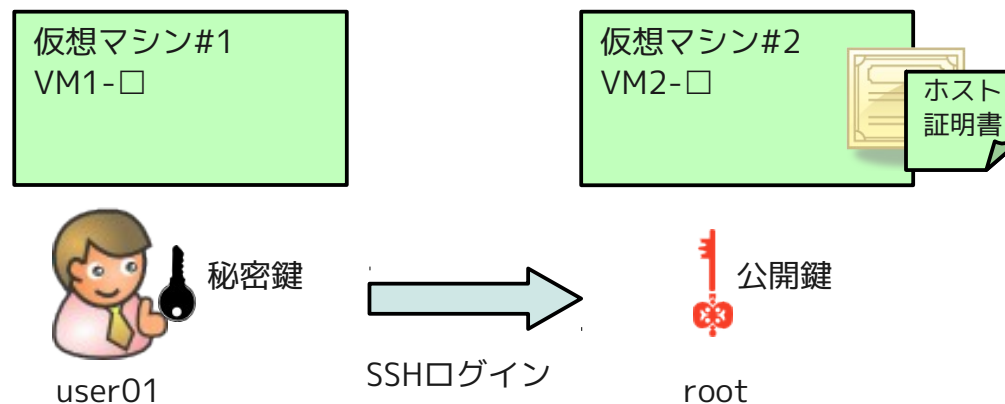 仮想マシン#1
VM1-□
仮想マシン#2
VM2-□
ホスト
証明書
秘密鍵
公開鍵
SSHログイン
user01
root